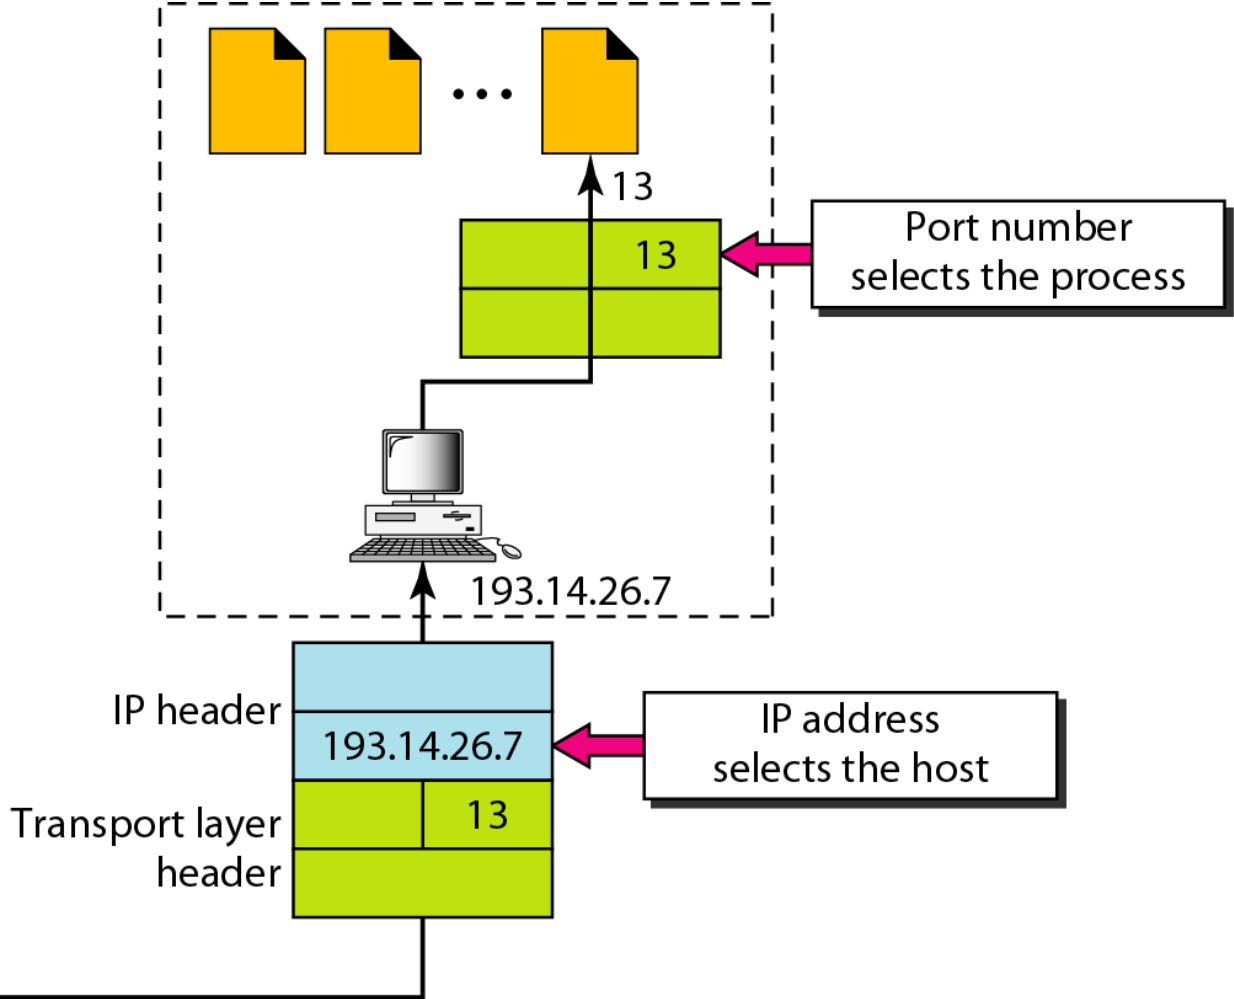 13
13
Port number
selects the process
193.14.26.7
IP header
193.14.26.7
IP address
selects the host
Transport layer
header
13